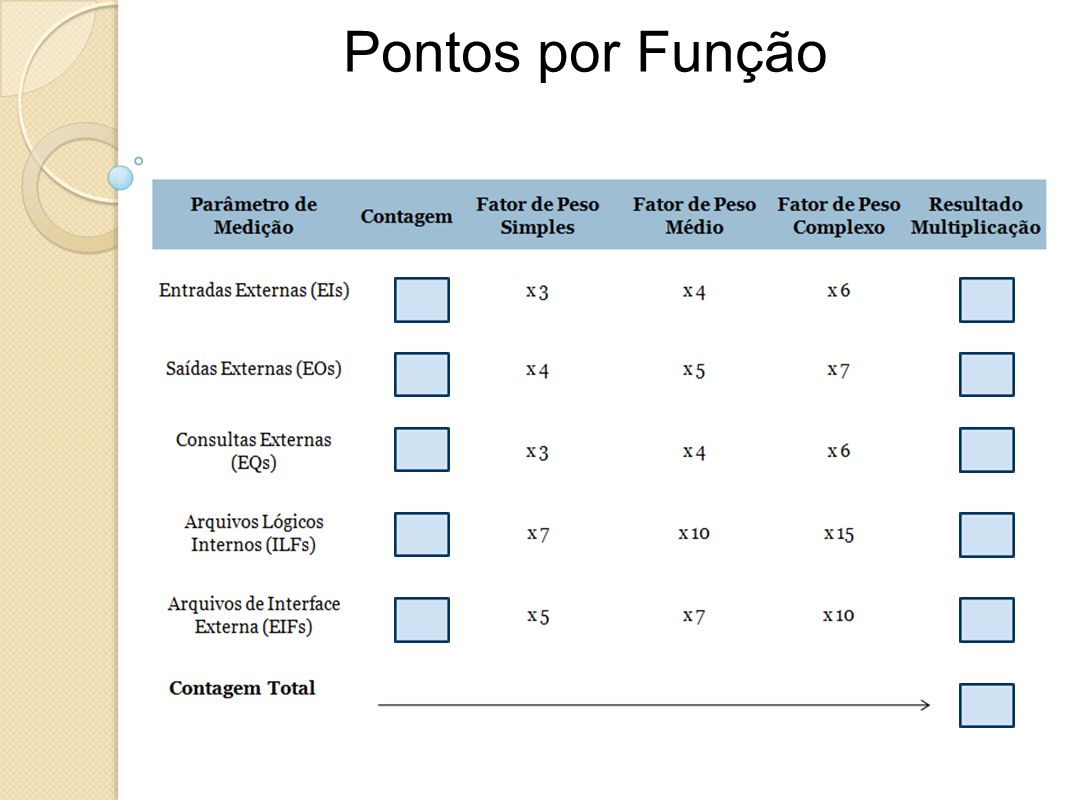 Pontos por Função
Parâmetro de Medição Contagem Fator de Peso Simples Fator de Peso Médio Fator de Peso Complexo Resultado Multiplicação
Entradas Externas (EIs) x 3 x 4 x 6
Saídas Externas (EOs) x 4 x 5 x 7
Consultas Externas (EQs) x 3 x 4 x 6
Arquivos Lógicos Internos (ILFs) x 7 x 10 x 15
Arquivos de Interface Externa (EIFs) x 5 x 7 x 10
Contagem Total